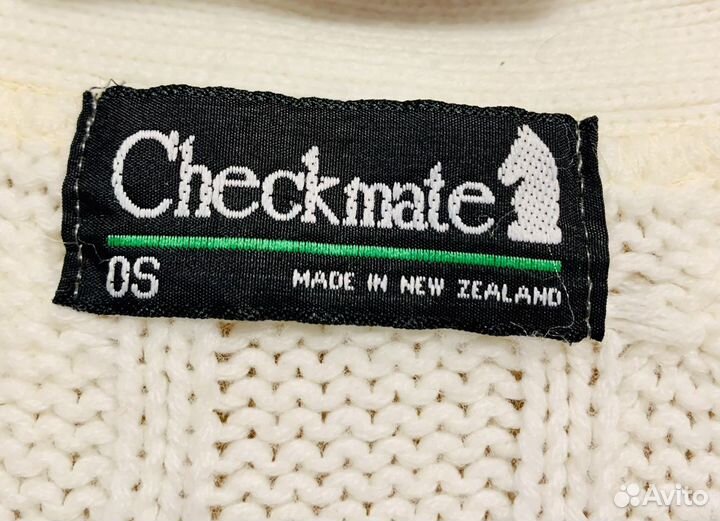 Checkmate
OS MADE IN NEW ZEALAND
Avito